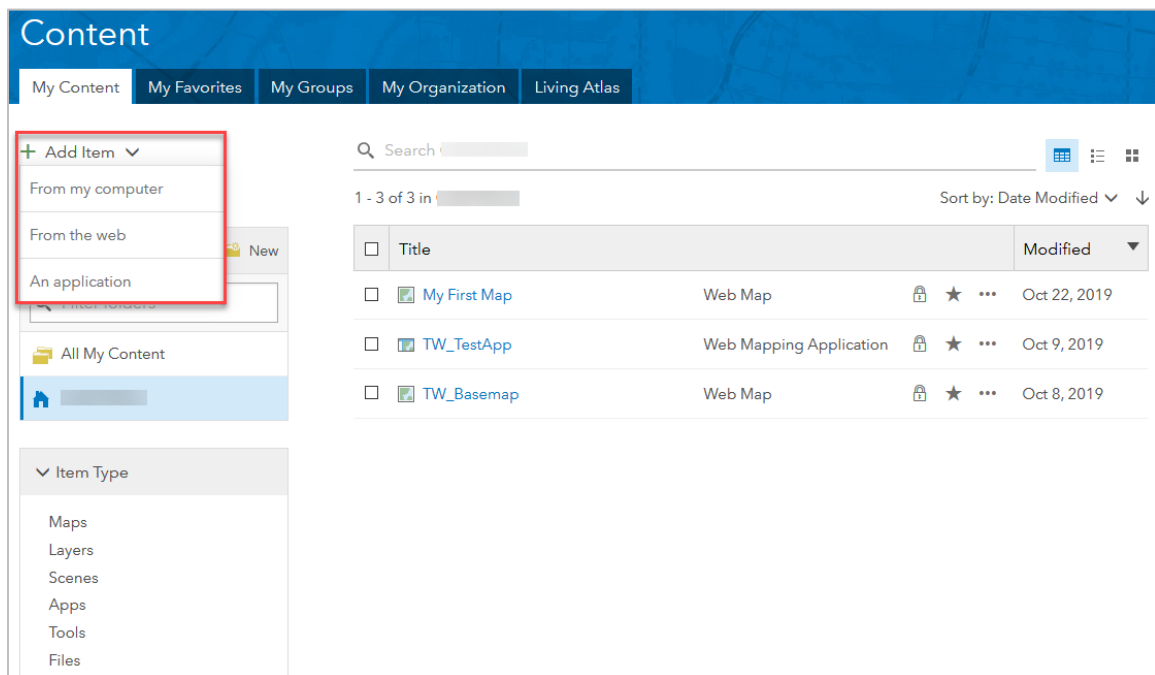 Content
My Content My Favorites My Groups My Organization Living Atlas
+ Add Item
From my computer
From the web
An application
New
Filter folders
All My Content
Item Type
Maps
Layers
Scenes
Apps
Tools
Files
Search
1 - 3 of 3 in
Sort by: Date Modified
Title Modified
My First Map Web Map Oct 22, 2019
TW_TestApp Web Mapping Application Oct 9, 2019
TW_Basemap Web Map Oct 8, 2019